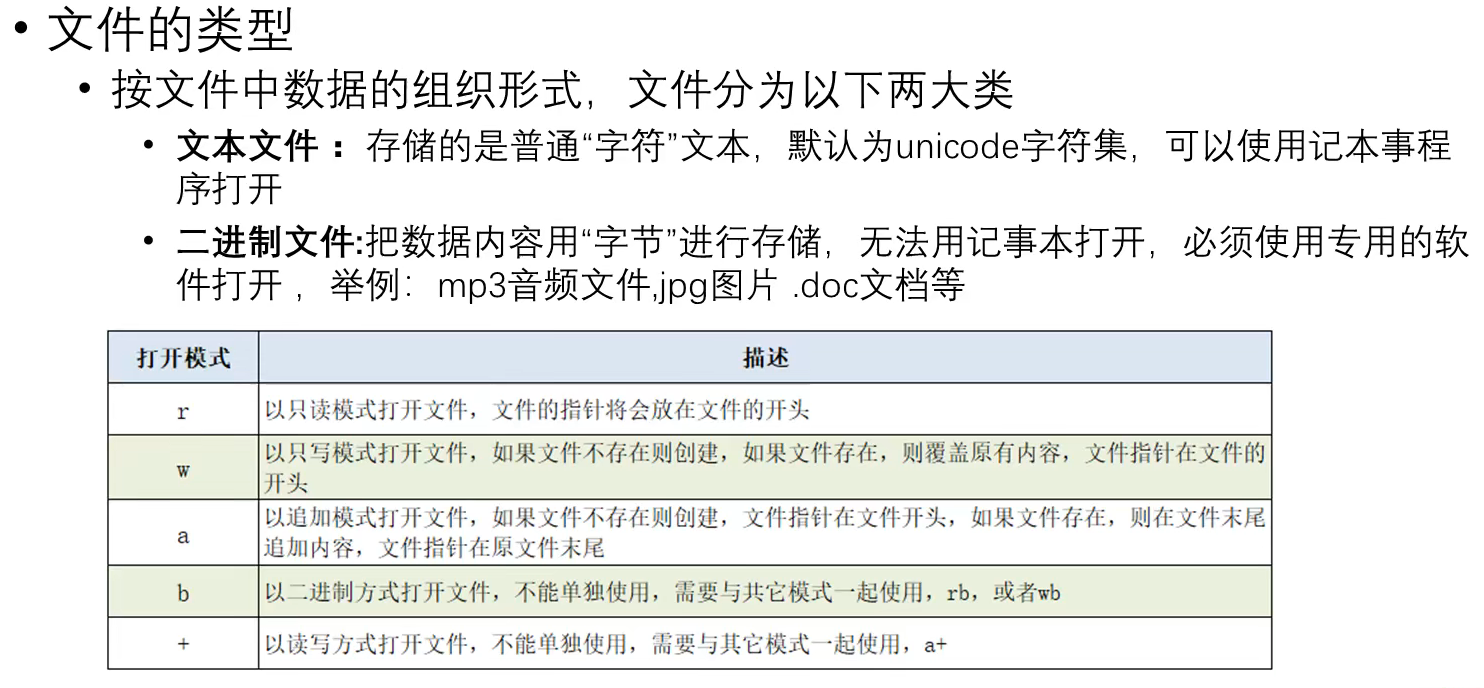 • 文件的类型
• 按文件中数据的组织形式，文件分为以下两大类
• 文本文件：存储的是普通“字符”文本，默认为unicode字符集，可以使用记本事程
序打开
• 二进制文件:把数据内容用“字节”进行存储，无法用记事本打开，必须使用专用的软
件打开 ，举例：mp3音频文件,jpg图片 .doc文档等
打开模式 描述
r 以只读模式打开文件，文件的指针将会放在文件的开头
w 以只写模式打开文件，如果文件不存在则创建，如果文件存在，则覆盖原有内容，文件指针在文件的
开头
a 以追加模式打开文件，如果文件不存在则创建，文件指针在文件开头，如果文件存在，则在文件末尾
追加内容，文件指针在原文件末尾
b 以二进制方式打开文件，不能单独使用，需要与共它模式一起使用，rb，或者wb
+ 以读写方式打开文件，不能单独使用，需要与其它模式一起使用，a+